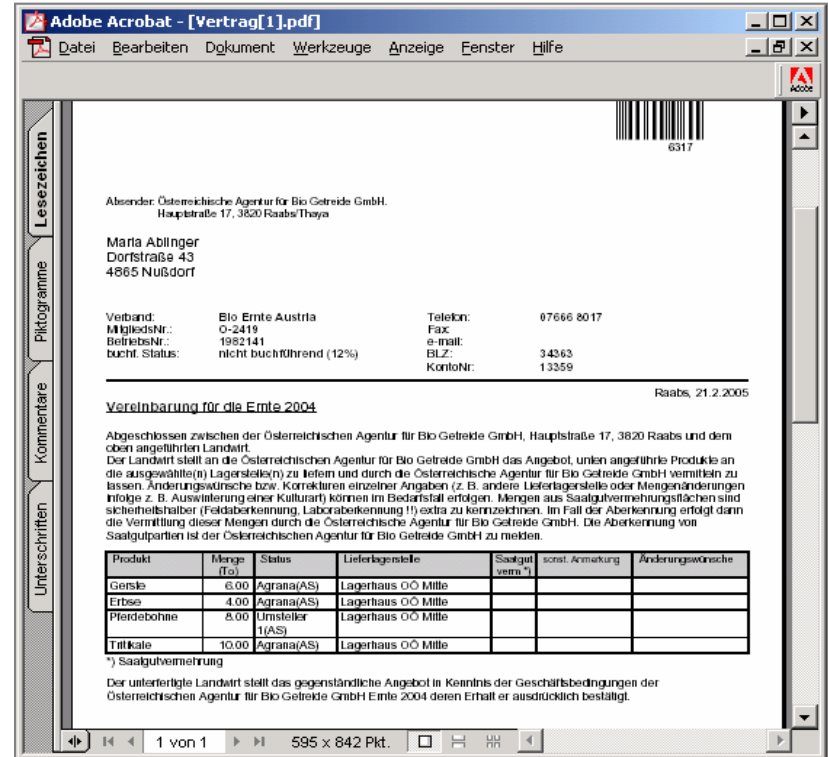 Adobe Acrobat - [Vertrag[1].pdf]
Datei Bearbeiten Dokument Werkzeuge Anzeige Fenster Hilfe
Adobe
Lesezeichen
Piktogramme
Kommentare
Unterschriften
6317
Absender: Österreichische Agentur für Bio Getreide GmbH.
Hauptstraße 17, 3820 Raabs/Thaya
Maria Ablinger
Dorfstraße 43
4865 Nußdorf
Verband: Bio Ernte Austria Telefon: 07666 8017
MitgliedsNr.: O-2419 Fax:
BetriebsNr.: 1982141 e-mail:
buchf. Status: nicht buchführend (12%) BLZ: 34363
KontoNr: 13359
Raabs, 21.2.2005
Vereinbarung für die Ernte 2004
Abgeschlossen zwischen der Österreichischen Agentur für Bio Getreide GmbH, Hauptstraße 17, 3820 Raabs und dem
oben angeführten Landwirt.
Der Landwirt stellt an die Österreichischen Agentur für Bio Getreide GmbH das Angebot, unten angeführte Produkte an
die ausgewählte(n) Lagerstelle(n) zu liefern und durch die Österreichische Agentur für Bio Getreide GmbH vermitteln zu
lassen. Änderungswünsche bzw. Korrekturen einzelner Angaben (z. B. andere Lieferlagerstelle oder Mengenänderungen
infolge z. B. Auswinterung einer Kulturart) können im Bedarfsfall erfolgen. Mengen aus Saatgutvermehrungsflächen sind
sicherheitshalber (Feldaberkennung, Laboraberkennung !!) extra zu kennzeichnen. Im Fall der Aberkennung erfolgt dann
die Vermittlung dieser Mengen durch die Österreichische Agentur für Bio Getreide GmbH. Die Aberkennung von
Saatgutpartien ist der Österreichischen Agentur für Bio Getreide GmbH zu melden.
Produkt Menge (To) Status Lieferlagerstelle Saatgut verm *) sonst. Anmerkung Änderungswünsche
Gerste 6.00 Agrana(AS) Lagerhaus OÖ Mitte
Erbse 4.00 Agrana(AS) Lagerhaus OÖ Mitte
Pferdebohne 8.00 Umsteller 1(AS) Lagerhaus OÖ Mitte
Tritikale 10.00 Agrana(AS) Lagerhaus OÖ Mitte
*) Saatgutvermehrung
Der unterfertigte Landwirt stellt das gegenständliche Angebot in Kenntnis der Geschäftsbedingungen der
Österreichischen Agentur für Bio Getreide GmbH Ernte 2004 deren Erhalt er ausdrücklich bestätigt.
1 von 1 595 x 842 Pkt.